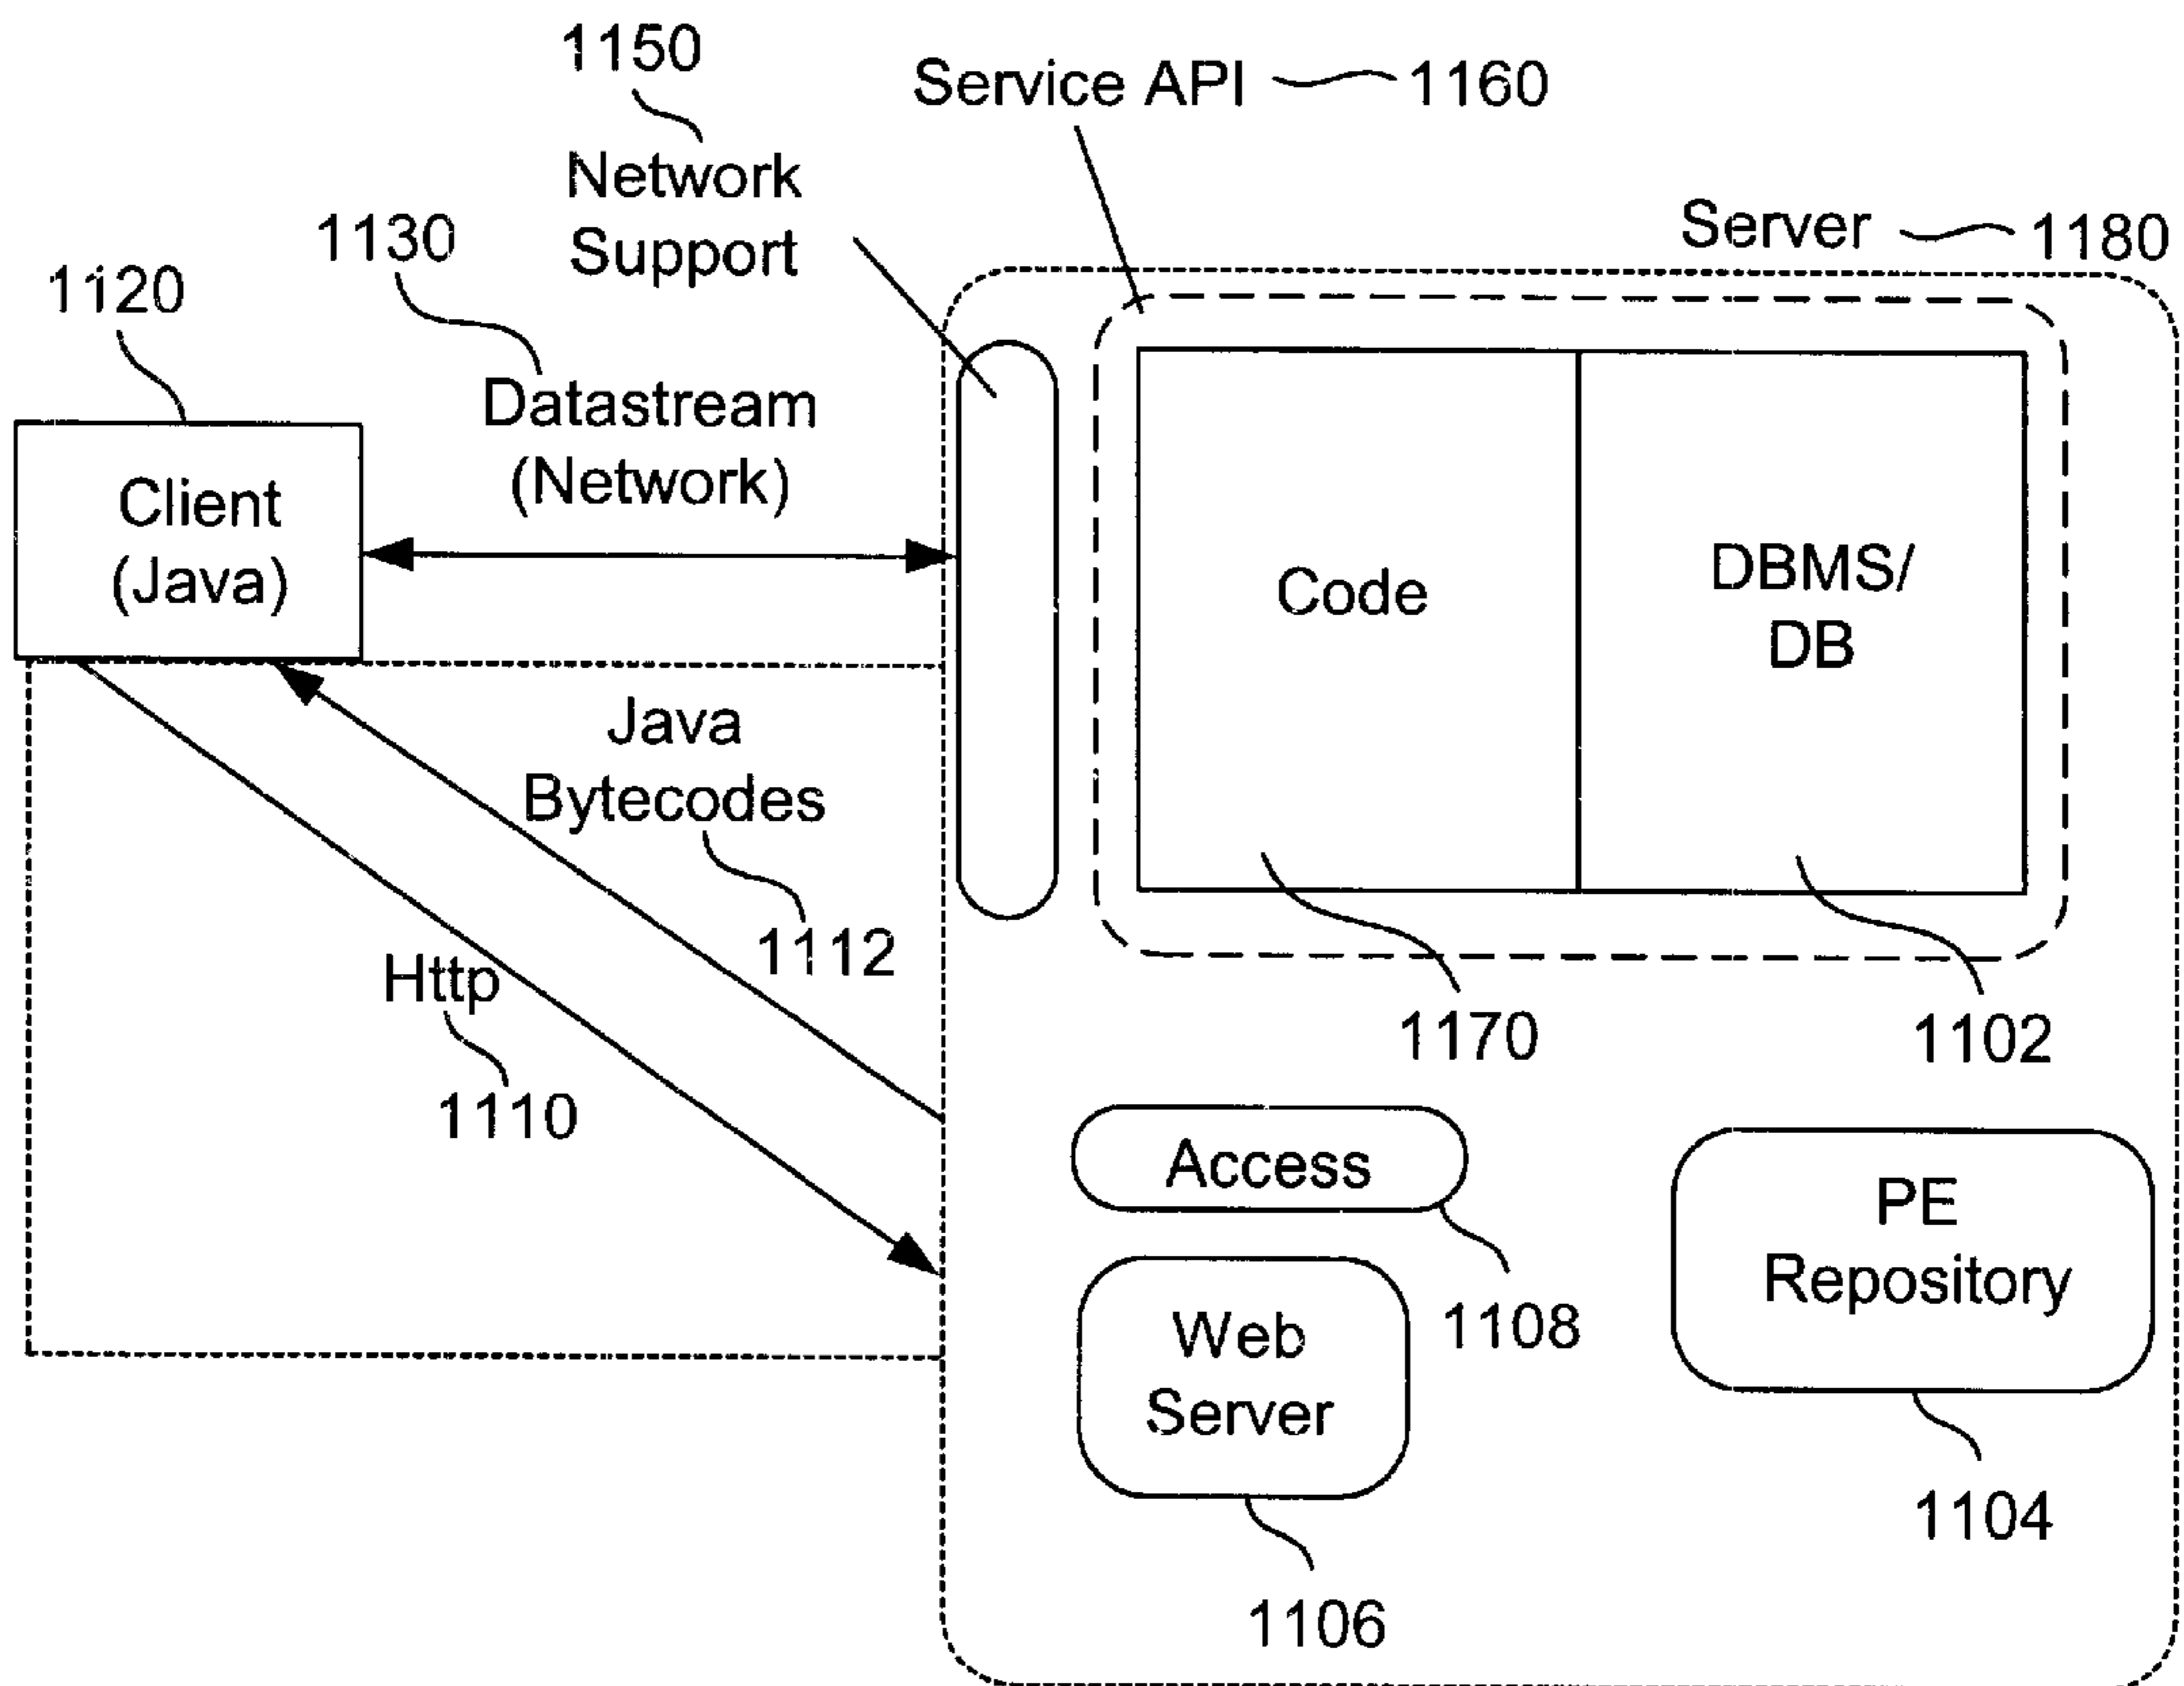 1150
Service API 1160
Network
Support
1130
Server 1180
1120
Datastream
(Network)
Client
(Java)
Code
DBMS/
DB
Java
Bytecodes
1112
Http
1110
1170
1102
Access
1108
PE
Repository
1104
Web
Server
1106